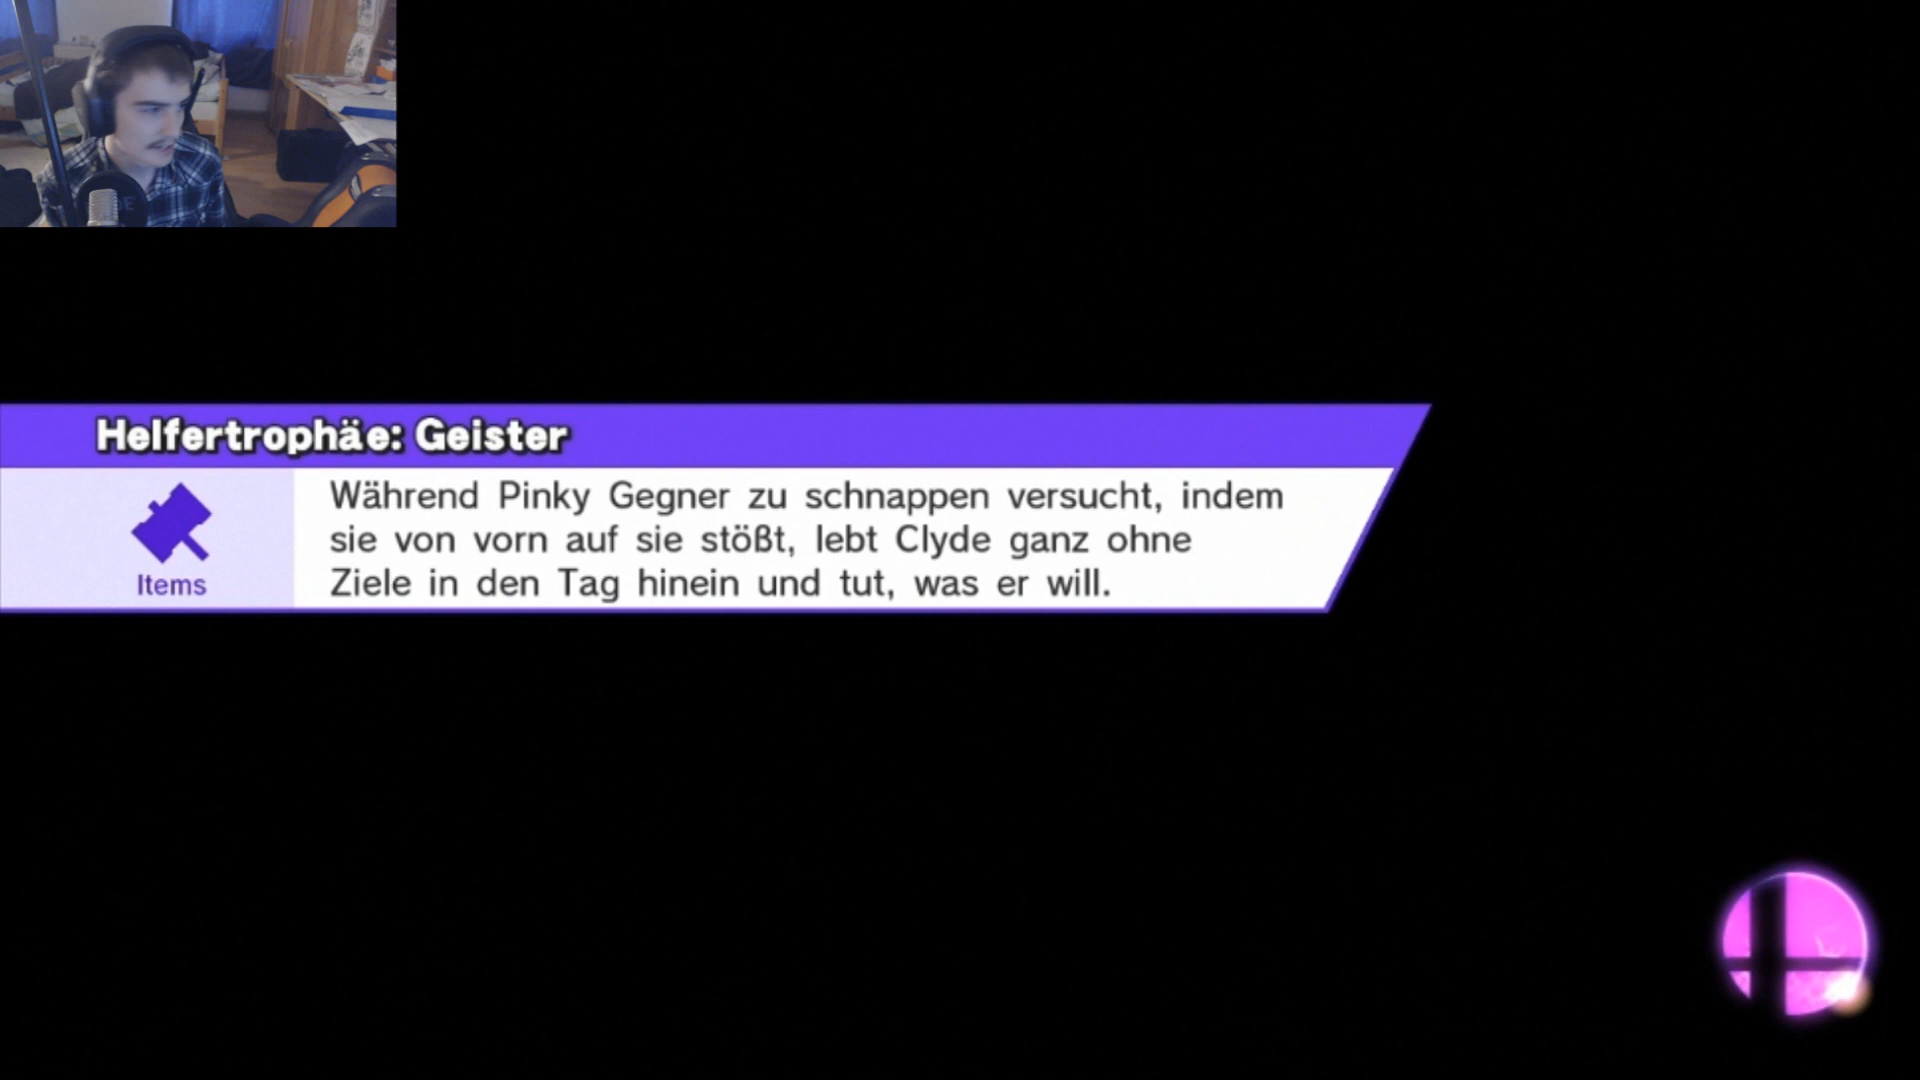 Helfertrophäe: Geister
Items
Während Pinky Gegner zu schnappen versucht, indem
sie von vorn auf sie stößt, lebt Clyde ganz ohne
Ziele in den Tag hinein und tut, was er will.